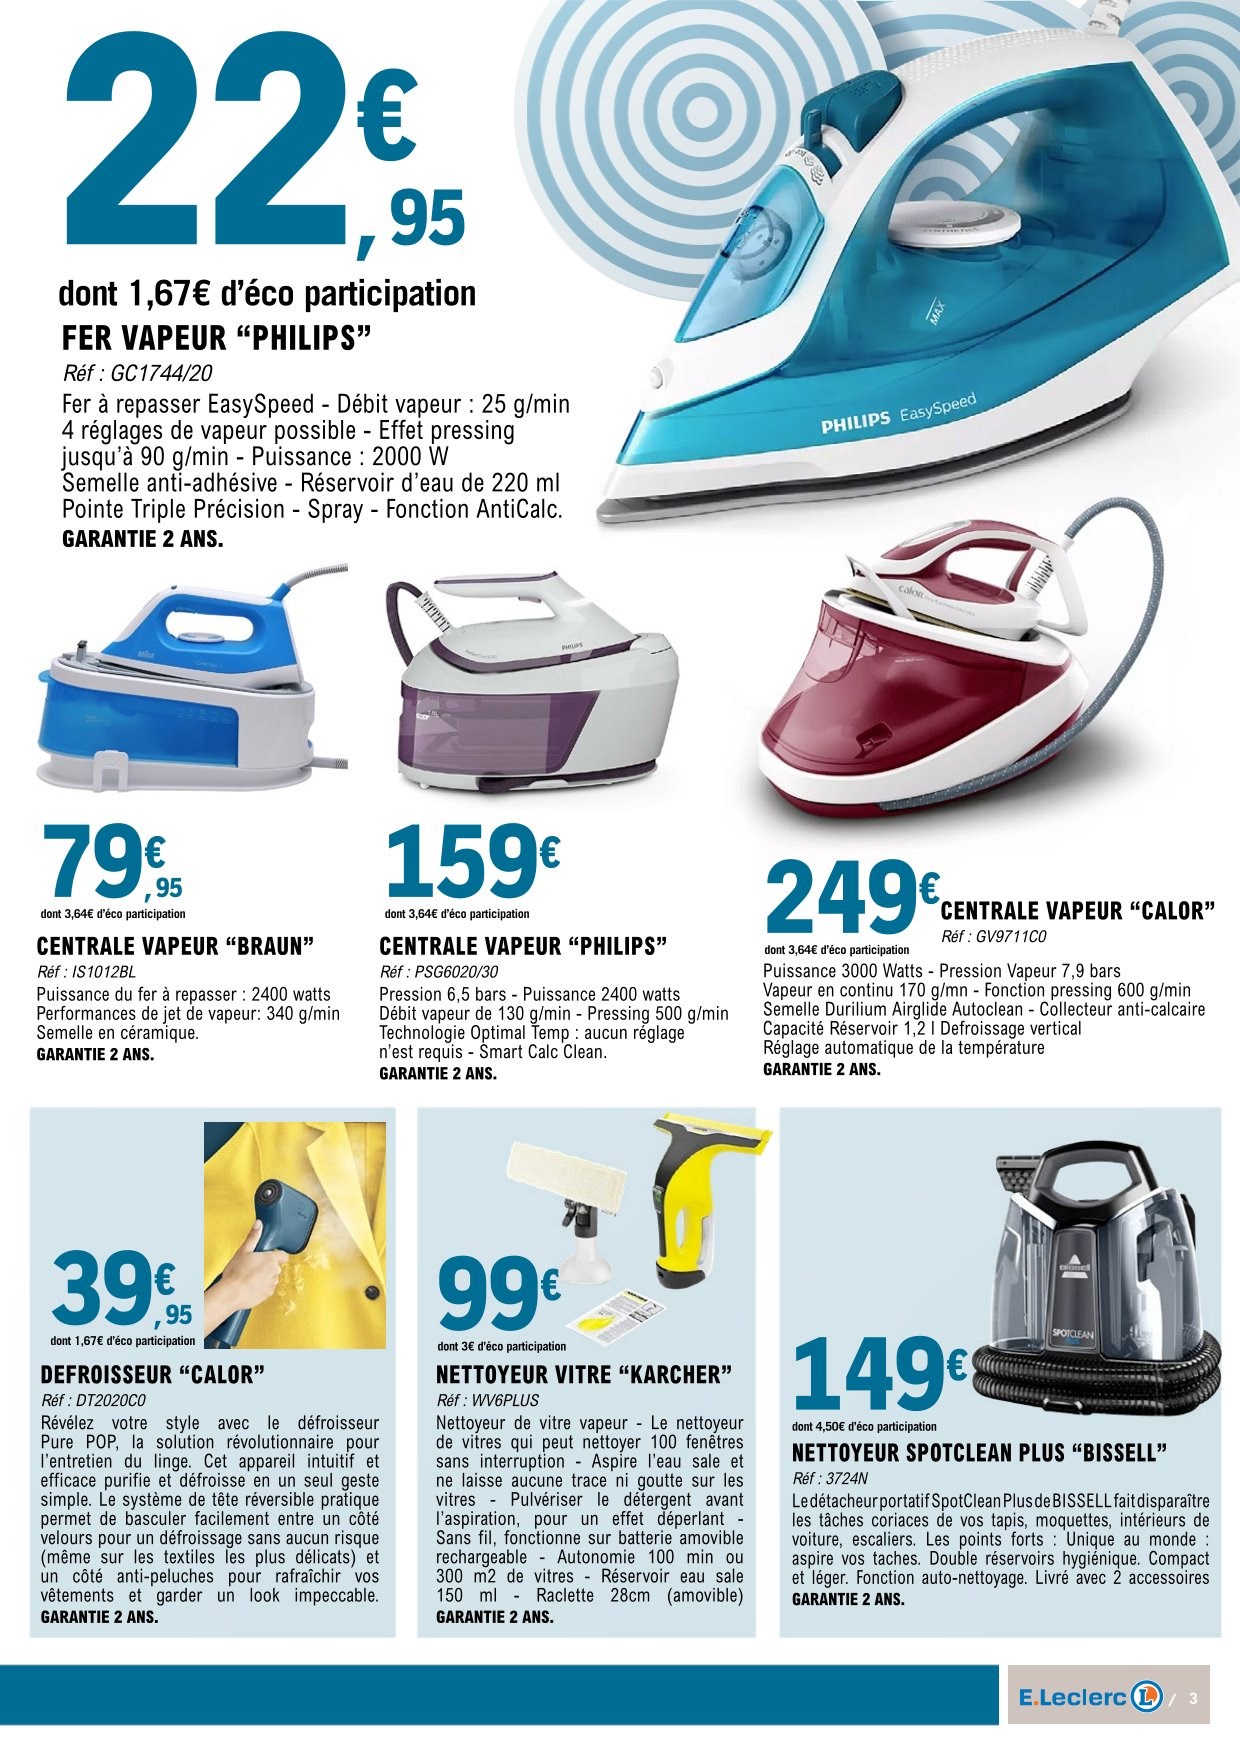 22€,95
dont 1,67€ d'éco participation
FER VAPEUR “PHILIPS”
Réf : GC1744/20
Fer à repasser EasySpeed - Débit vapeur : 25 g/min
4 réglages de vapeur possible - Effet pressing
jusqu'à 90 g/min - Puissance : 2000 W
Semelle anti-adhésive - Réservoir d'eau de 220 ml
Pointe Triple Précision - Spray - Fonction AntiCalc.
GARANTIE 2 ANS.
MAX
PHILIPS EasySpeed
PHILIPS
calor
79€,95
dont 3,64€ d'éco participation
CENTRALE VAPEUR “BRAUN”
Réf : IS1012BL
Puissance du fer à repasser : 2400 watts
Performances de jet de vapeur: 340 g/min
Semelle en céramique.
GARANTIE 2 ANS.
159€
dont 3,64€ d'éco participation
CENTRALE VAPEUR “PHILIPS”
Réf : PSG6020/30
Pression 6,5 bars - Puissance 2400 watts
Débit vapeur de 130 g/min - Pressing 500 g/min
Technologie Optimal Temp : aucun réglage
n'est requis - Smart Calc Clean.
GARANTIE 2 ANS.
249€
dont 3,64€ d'éco participation
CENTRALE VAPEUR “CALOR”
Réf : GV9711C0
Puissance 3000 Watts - Pression Vapeur 7,9 bars
Vapeur en continu 170 g/mn - Fonction pressing 600 g/min
Semelle Durilium Airglide Autoclean - Collecteur anti-calcaire
Capacité Réservoir 1,2 l Defroissage vertical
Réglage automatique de la température
GARANTIE 2 ANS.
39€,95
dont 1,67€ d'éco participation
DEFROISSEUR “CALOR”
Réf : DT2020C0
Révélez votre style avec le défroisseur
Pure POP, la solution révolutionnaire pour
l'entretien du linge. Cet appareil intuitif et
efficace purifie et défroisse en un seul geste
simple. Le système de tête réversible pratique
permet de basculer facilement entre un côté
velours pour un défroissage sans aucun risque
(même sur les textiles les plus délicats) et
un côté anti-peluches pour rafraîchir vos
vêtements et garder un look impeccable.
GARANTIE 2 ANS.
99€
dont 3€ d'éco participation
NETTOYEUR VITRE “KARCHER”
Réf : WV6PLUS
Nettoyeur de vitre vapeur - Le nettoyeur
de vitres qui peut nettoyer 100 fenêtres
sans interruption - Aspire l'eau sale et
ne laisse aucune trace ni goutte sur les
vitres - Pulvériser le détergent avant
l'aspiration, pour un effet déperlant -
Sans fil, fonctionne sur batterie amovible
rechargeable - Autonomie 100 min ou
300 m2 de vitres - Réservoir eau sale
150 ml - Raclette 28cm (amovible)
GARANTIE 2 ANS.
BISSELL
SPOTCLEAN
149€
dont 4,50€ d'éco participation
NETTOYEUR SPOTCLEAN PLUS “BISSELL”
Réf : 3724N
Le détacheur portatif SpotClean Plus de BISSELL fait disparaître
les tâches coriaces de vos tapis, moquettes, intérieurs de
voiture, escaliers. Les points forts : Unique au monde :
aspire vos taches. Double réservoirs hygiénique. Compact
et léger. Fonction auto-nettoyage. Livré avec 2 accessoires
GARANTIE 2 ANS.
E.Leclerc L / 3